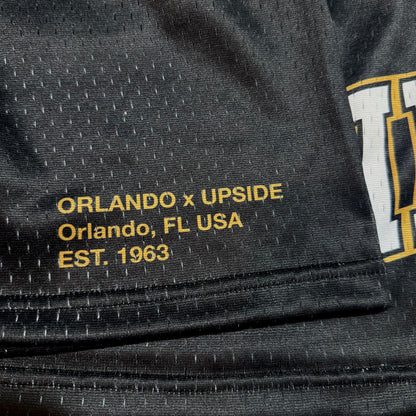 ORLANDO x UPSIDE
Orlando, FL USA
EST. 1963